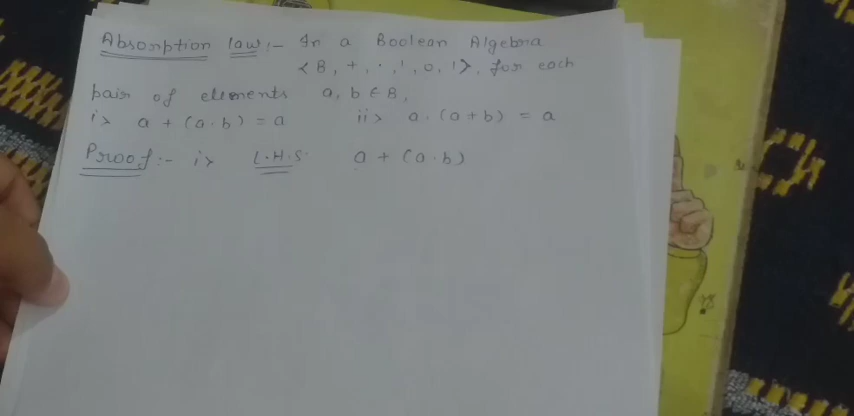 Absorption law :- In a Boolean Algebra
< B, +, ·, ', 0, 1 >, for each
pair of elements a, b ∈ B,
i> a + (a·b) = a ii> a·(a+b) = a
Proof :- i> L.H.S. a + (a·b)